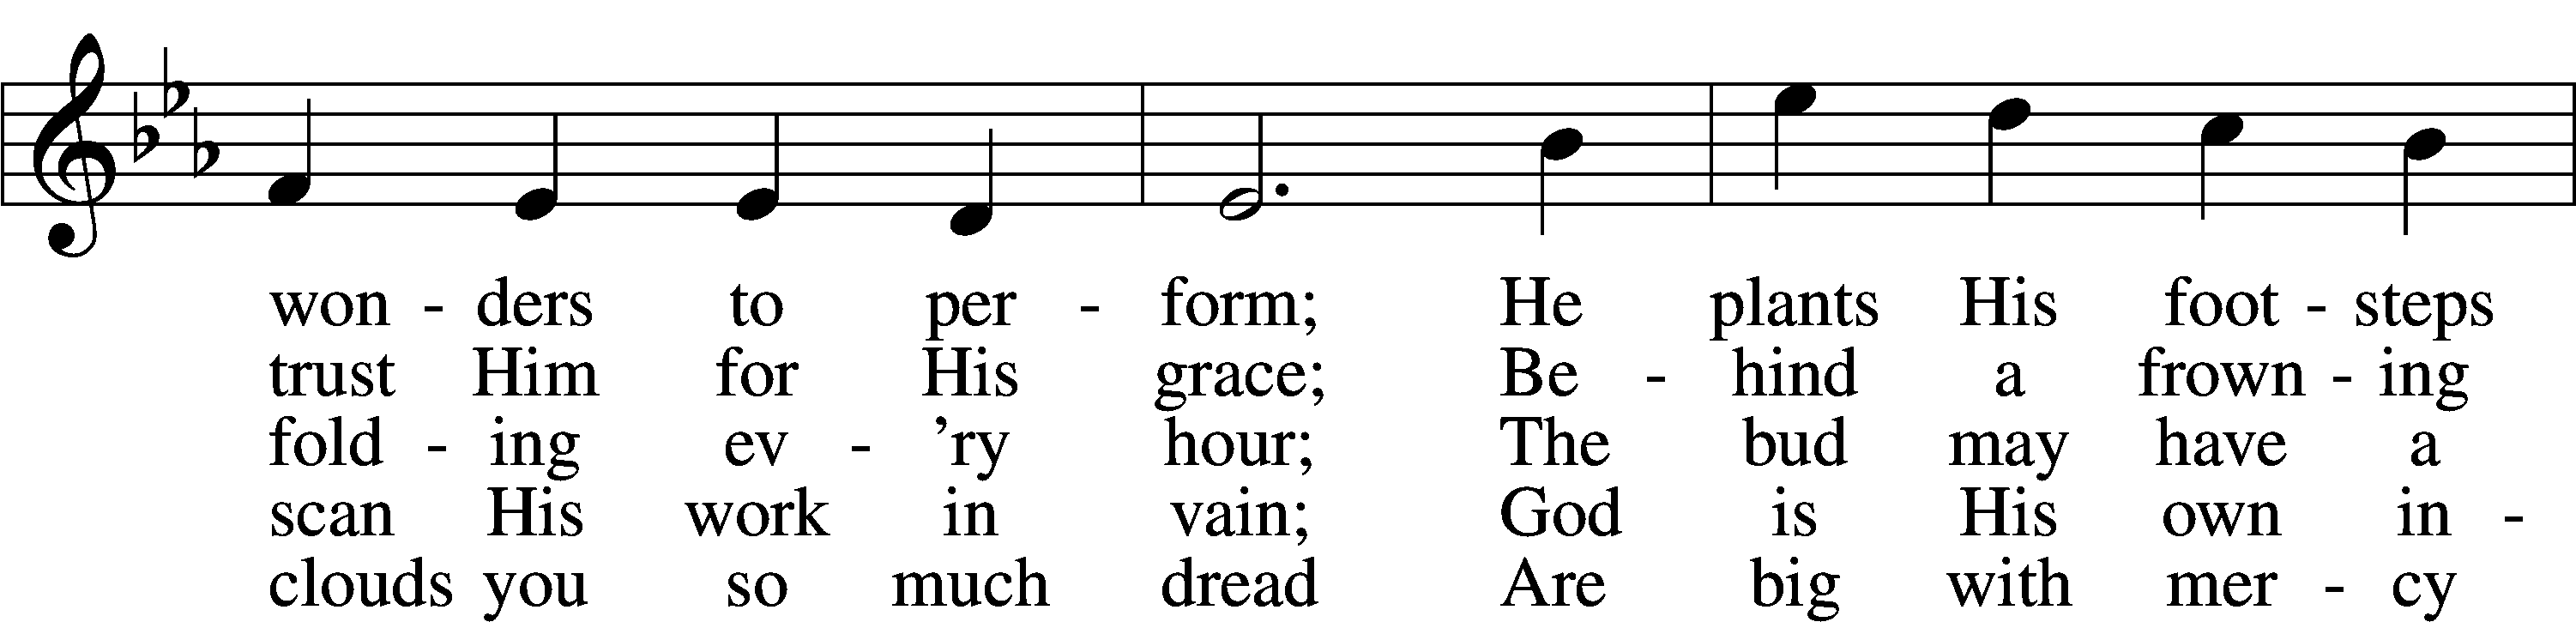 won - ders to per - form; He plants His foot - steps
trust Him for His grace; Be - hind a frown - ing
fold - ing ev - 'ry hour; The bud may have a
scan His work in vain; God is His own in -
clouds you so much dread Are big with mer - cy